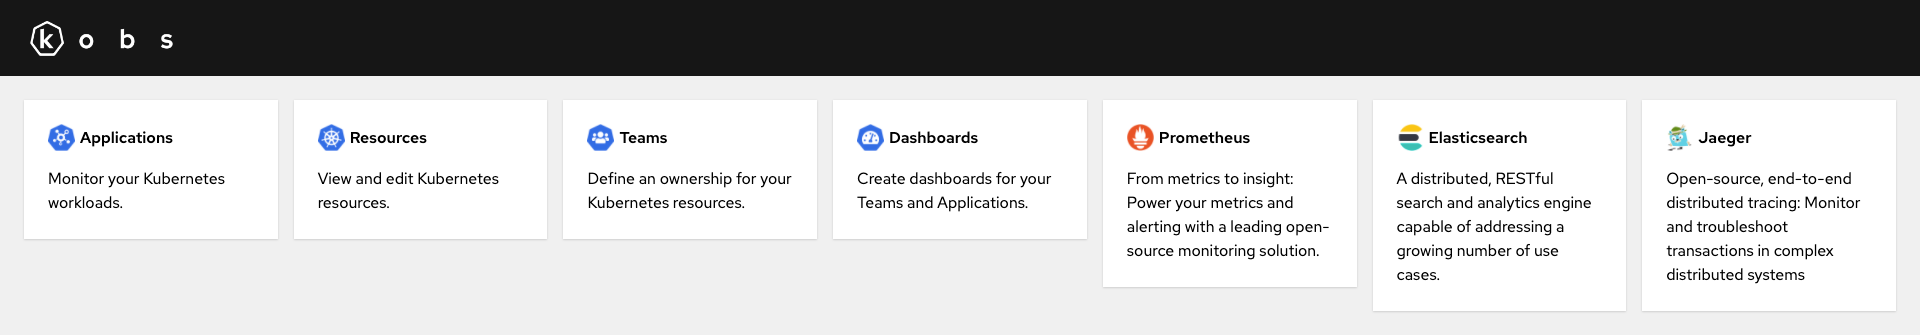 k o b s
Applications
Monitor your Kubernetes
workloads.
Resources
View and edit Kubernetes
resources.
Teams
Define an ownership for your
Kubernetes resources.
Dashboards
Create dashboards for your
Teams and Applications.
Prometheus
From metrics to insight:
Power your metrics and
alerting with a leading open-
source monitoring solution.
Elasticsearch
A distributed, RESTful
search and analytics engine
capable of addressing a
growing number of use
cases.
Jaeger
Open-source, end-to-end
distributed tracing: Monitor
and troubleshoot
transactions in complex
distributed systems